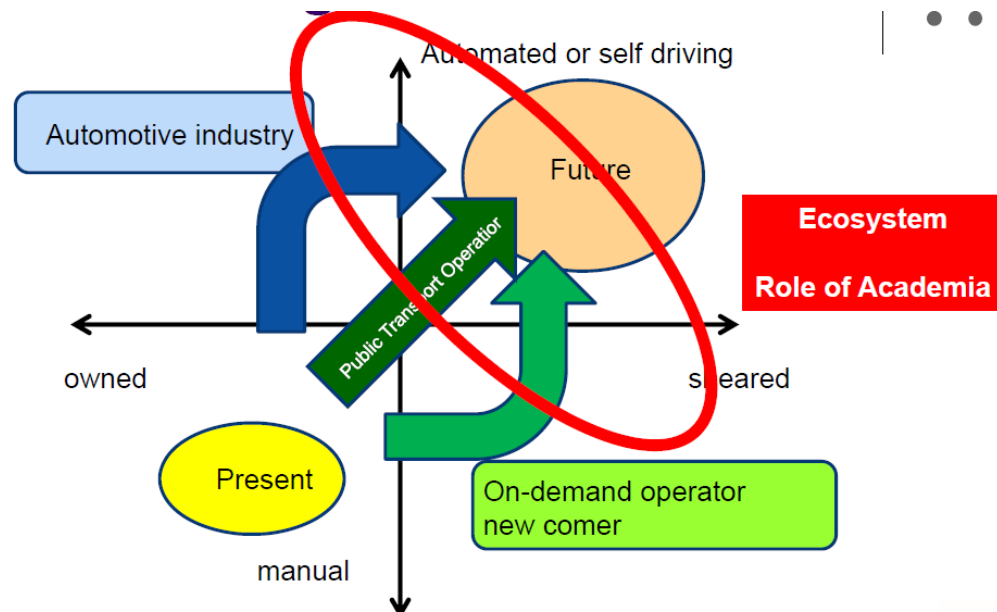 Automated or self driving
Automotive industry
Future
Ecosystem
Role of Academia
Public Transport Operatior
owned
sheared
Present
On-demand operator
new comer
manual